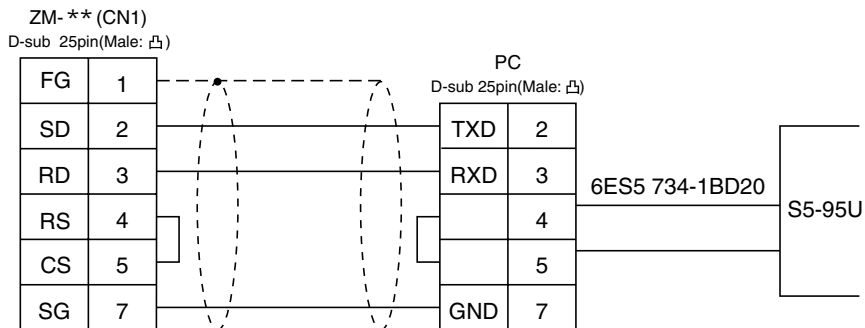 ZM-** (CN1)
D-sub 25pin(Male: 凸)
FG 1
SD 2
RD 3
RS 4
CS 5
SG 7
PC
D-sub 25pin(Male: 凸)
TXD 2
RXD 3
4
5
GND 7
6ES5 734-1BD20
S5-95U